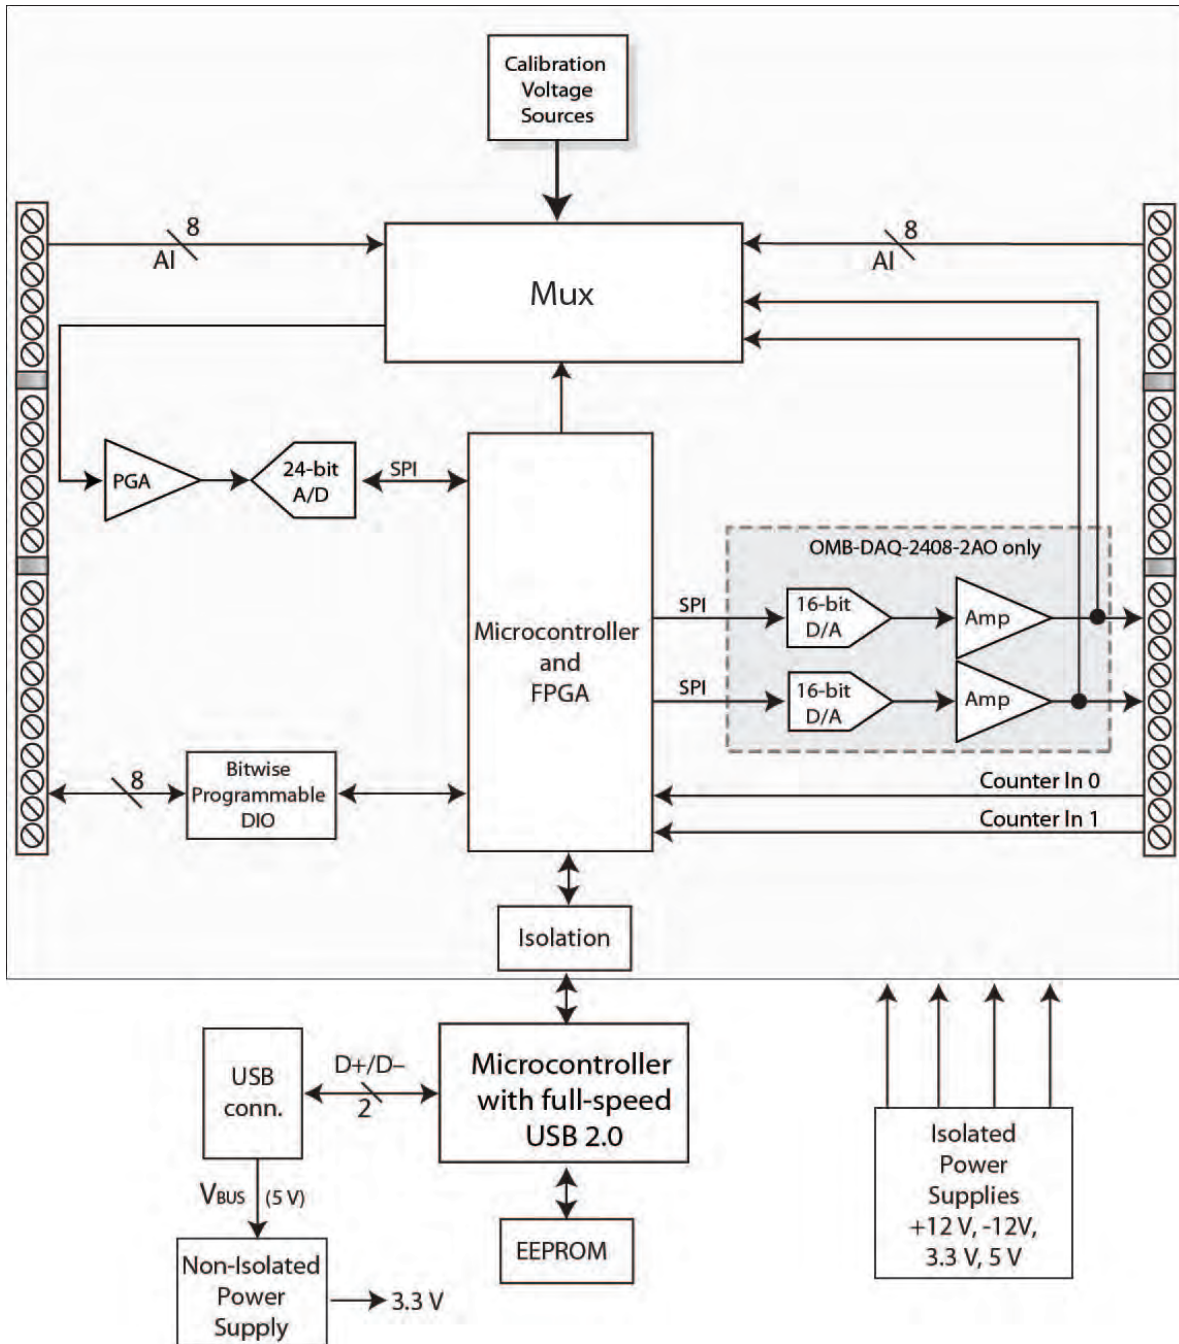 Calibration
Voltage
Sources
8
AI
8
AI
Mux
PGA
24-bit
A/D
SPI
OMB-DAQ-2408-2AO only
SPI
16-bit
D/A
Amp
Microcontroller
and
FPGA
SPI
16-bit
D/A
Amp
8
Bitwise
Programmable
DIO
Counter In 0
Counter In 1
Isolation
USB
conn.
D+/D–
2
Microcontroller
with full-speed
USB 2.0
Isolated
Power
Supplies
+12 V, -12V,
3.3 V, 5 V
VBUS (5 V)
EEPROM
Non-Isolated
Power
Supply
3.3 V